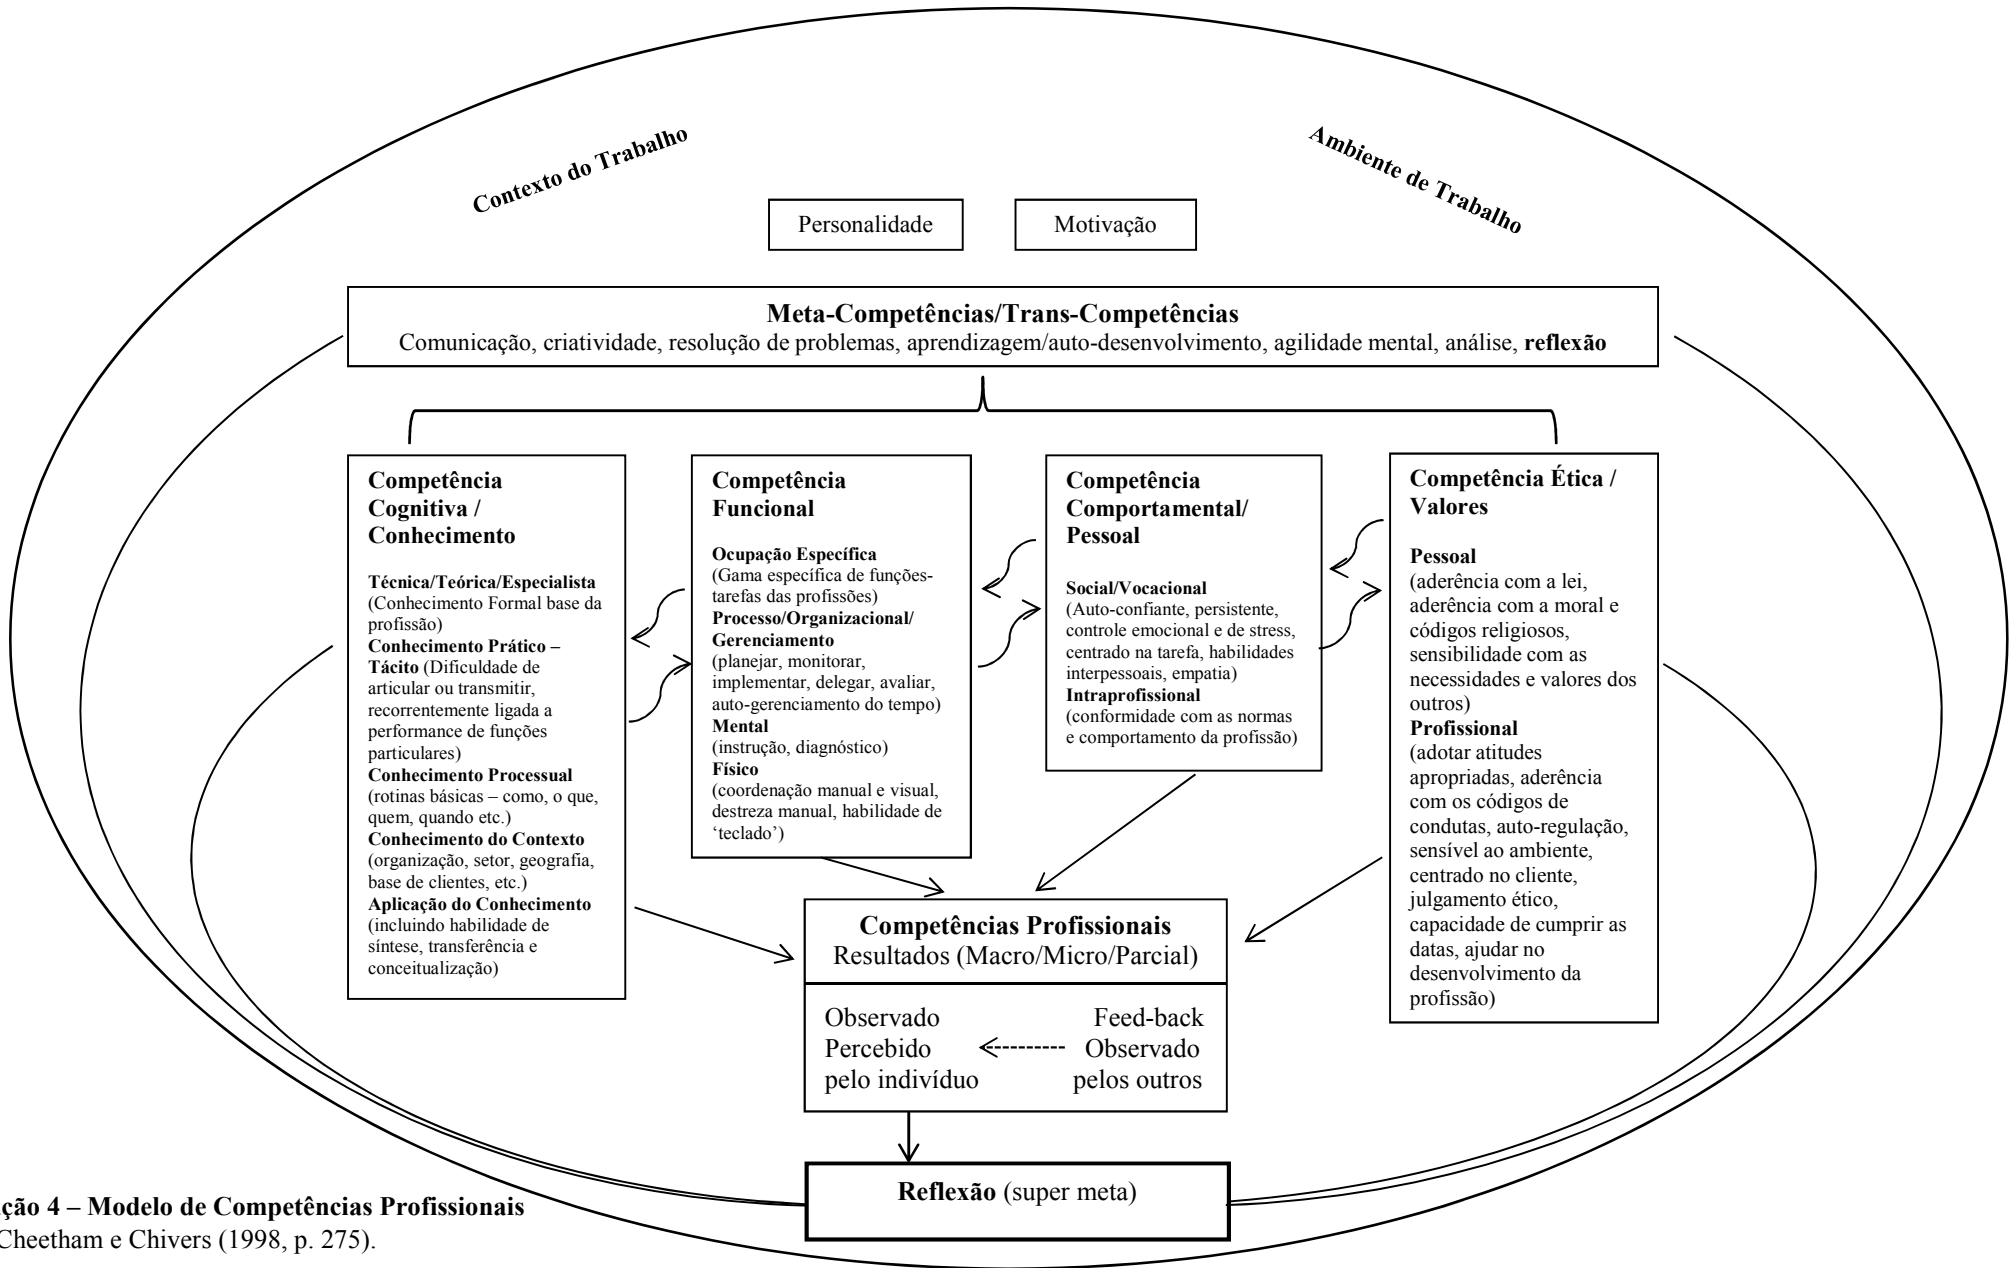 Contexto do Trabalho
Ambiente de Trabalho
Personalidade
Motivação
Meta-Competências/Trans-Competências
Comunicação, criatividade, resolução de problemas, aprendizagem/auto-desenvolvimento, agilidade mental, análise, reflexão
Competência
Cognitiva /
Conhecimento
Técnica/Teórica/Especialista
(Conhecimento Formal base da
profissão)
Conhecimento Prático –
Tácito (Dificuldade de
articular ou transmitir,
recorrentemente ligada a
performance de funções
particulares)
Conhecimento Processual
(rotinas básicas – como, o que,
quem, quando etc.)
Conhecimento do Contexto
(organização, setor, geografia,
base de clientes, etc.)
Aplicação do Conhecimento
(incluindo habilidade de
síntese, transferência e
conceitualização)
Competência
Funcional
Ocupação Específica
(Gama específica de funções-
tarefas das profissões)
Processo/Organizacional/
Gerenciamento
(planejar, monitorar,
implementar, delegar, avaliar,
auto-gerenciamento do tempo)
Mental
(instrução, diagnóstico)
Físico
(coordenação manual e visual,
destreza manual, habilidade de
‘teclado’)
Competência
Comportamental/
Pessoal
Social/Vocacional
(Auto-confiante, persistente,
controle emocional e de stress,
centrado na tarefa, habilidades
interpessoais, empatia)
Intraprofissional
(conformidade com as normas
e comportamento da profissão)
Competência Ética /
Valores
Pessoal
(aderência com a lei,
aderência com a moral e
códigos religiosos,
sensibilidade com as
necessidades e valores dos
outros)
Profissional
(adotar atitudes
apropriadas, aderência
com os códigos de
condutas, auto-regulação,
sensível ao ambiente,
centrado no cliente,
julgamento ético,
capacidade de cumprir as
datas, ajudar no
desenvolvimento da
profissão)
Competências Profissionais
Resultados (Macro/Micro/Parcial)
Observado
Percebido
pelo indivíduo
Feed-back
Observado
pelos outros
Reflexão (super meta)
ção 4 – Modelo de Competências Profissionais
Cheetham e Chivers (1998, p. 275).